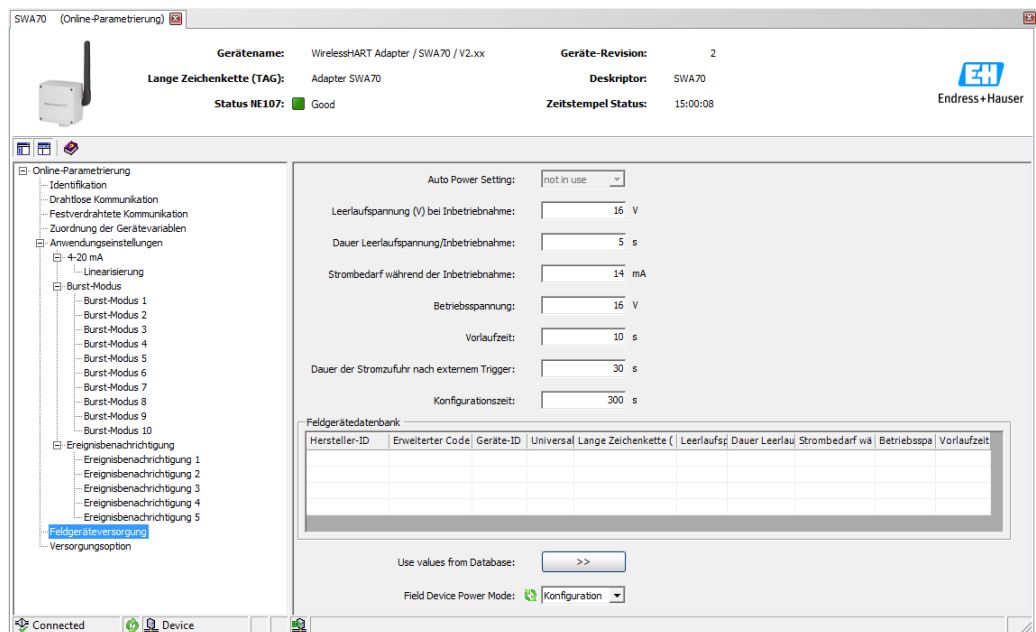 SWA70 (Online-Parametrierung)
Gerätename: WirelessHART Adapter / SWA70 / V2.xx Geräte-Revision: 2
Lange Zeichenkette (TAG): Adapter SWA70 Deskriptor: SWA70
Status NE107: Good Zeitstempel Status: 15:00:08
EH
Endress+Hauser
Online-Parametrierung
Identifikation
Drahtlose Kommunikation
Festverdrahtete Kommunikation
Zuordnung der Gerätevariablen
Anwendungseinstellungen
4-20 mA
Linearisierung
Burst-Modus
Burst-Modus 1
Burst-Modus 2
Burst-Modus 3
Burst-Modus 4
Burst-Modus 5
Burst-Modus 6
Burst-Modus 7
Burst-Modus 8
Burst-Modus 9
Burst-Modus 10
Ereignisbenachrichtigung
Ereignisbenachrichtigung 1
Ereignisbenachrichtigung 2
Ereignisbenachrichtigung 3
Ereignisbenachrichtigung 4
Ereignisbenachrichtigung 5
Feldgeräteversorgung
Versorgungsoption
Auto Power Setting: not in use
Leerlaufspannung (V) bei Inbetriebnahme: 16 V
Dauer Leerlaufspannung/Inbetriebnahme: 5 s
Strombedarf während der Inbetriebnahme: 14 mA
Betriebsspannung: 16 V
Vorlaufzeit: 10 s
Dauer der Stromzufuhr nach externem Trigger: 30 s
Konfigurationszeit: 300 s
Feldgerätedatenbank
Hersteller-ID Erweiterter Code Geräte-ID Universal Lange Zeichenkette ( Leerlaufsp Dauer Leerlau Strombedarf wä Betriebsspa Vorlaufzeit
Use values from Database: >>
Field Device Power Mode: Konfiguration
Connected Device